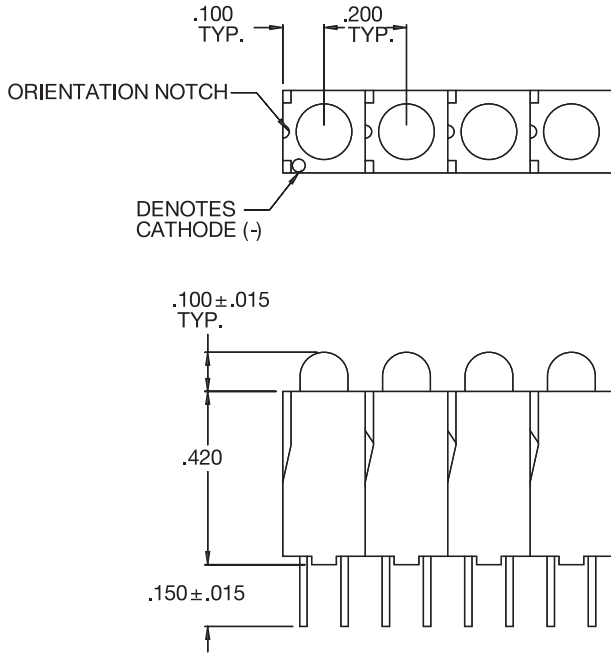 .100
TYP.
.200
TYP.
ORIENTATION NOTCH
DENOTES
CATHODE (-)
.100±.015
TYP.
.420
.150±.015